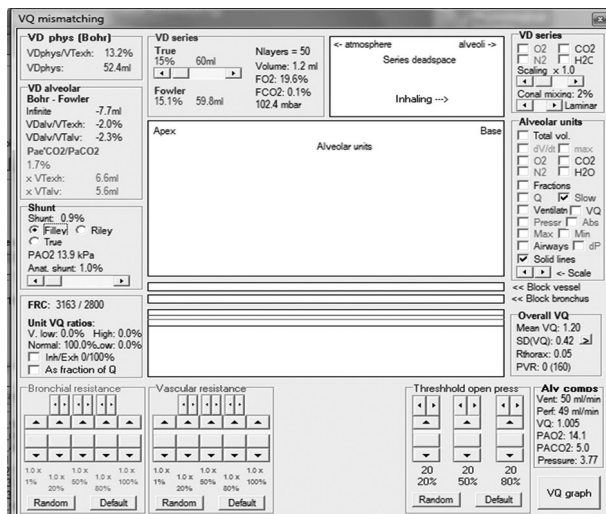 VQ mismatching
VD phys (Bohr)
VDphys/VTexh: 13.2%
VDphys: 52.4ml
VD alveolar
Bohr - Fowler
Infinite -7.7ml
VDalv/VTexh: -2.0%
VDalv/VTalv: -2.3%
Pae'CO2/PaCO2
1.7%
x VTexh: 6.6ml
x VTalv: 5.6ml
Shunt
Shunt: 0.9%
Filley Riley
True
PAO2 13.9 kPa
Anat. shunt: 1.0%
FRC: 3163 / 2800
Unit VQ ratios:
V. low: 0.0% High: 0.0%
Normal: 100.0% ow: 0.0%
Inh/Exh 0/100%
As fraction of Q
VD series
True
15% 60ml
Fowler
15.1% 59.8ml
Nlayers = 50
Volume: 1.2 ml
FO2: 19.6%
FCO2: 0.1%
102.4 mbar
<- atmosphere alveoli ->
Series deadspace
Inhaling --->
Apex Base
Alveolar units
VD series
O2 CO2
N2 H2C
Scaling x 1.0
Conal mixing: 2%
Laminar
Alveolar units
Total vol.
dV/dt max
O2 CO2
N2 H2O
Fractions
Q Slow
Ventilatn VQ
Pressr Abs
Max Min
Airways dP
Solid lines
<- Scale
<< Block vessel
<< Block bronchus
Overall VQ
Mean VQ: 1.20
SD(VQ): 0.42 ≥|
Rthorax: 0.05
PVR: 0 (160)
Bronchial resistance
1.0 x 1.0 x 1.0 x 1.0 x 1.0 x
1% 20% 50% 80% 100%
Random Default
Vascular resistance
1.0 x 1.0 x 1.0 x 1.0 x 1.0 x
1% 20% 50% 80% 100%
Random Default
Threshhold open press
20 20 20
20% 50% 80%
Random Default
Alv comps
Vent: 50 ml/min
Perf: 49 ml/min
VQ: 1.005
PAO2: 14.1
PACO2: 5.0
Pressure: 3.77
VQ graph